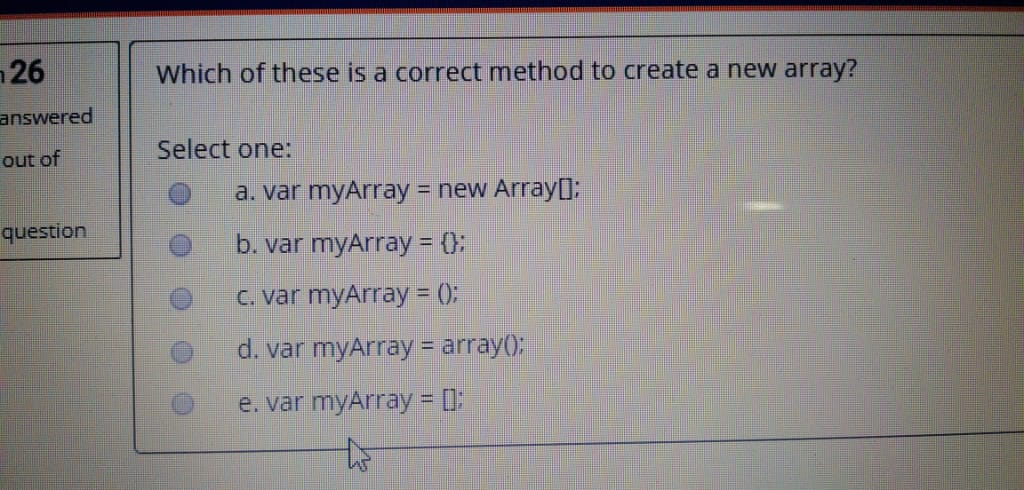 26
answered
out of
question
Which of these is a correct method to create a new array?
Select one:
a. var myArray = new Array[];
b. var myArray = {};
c. var myArray = ();
d. var myArray = array();
e. var myArray = [];